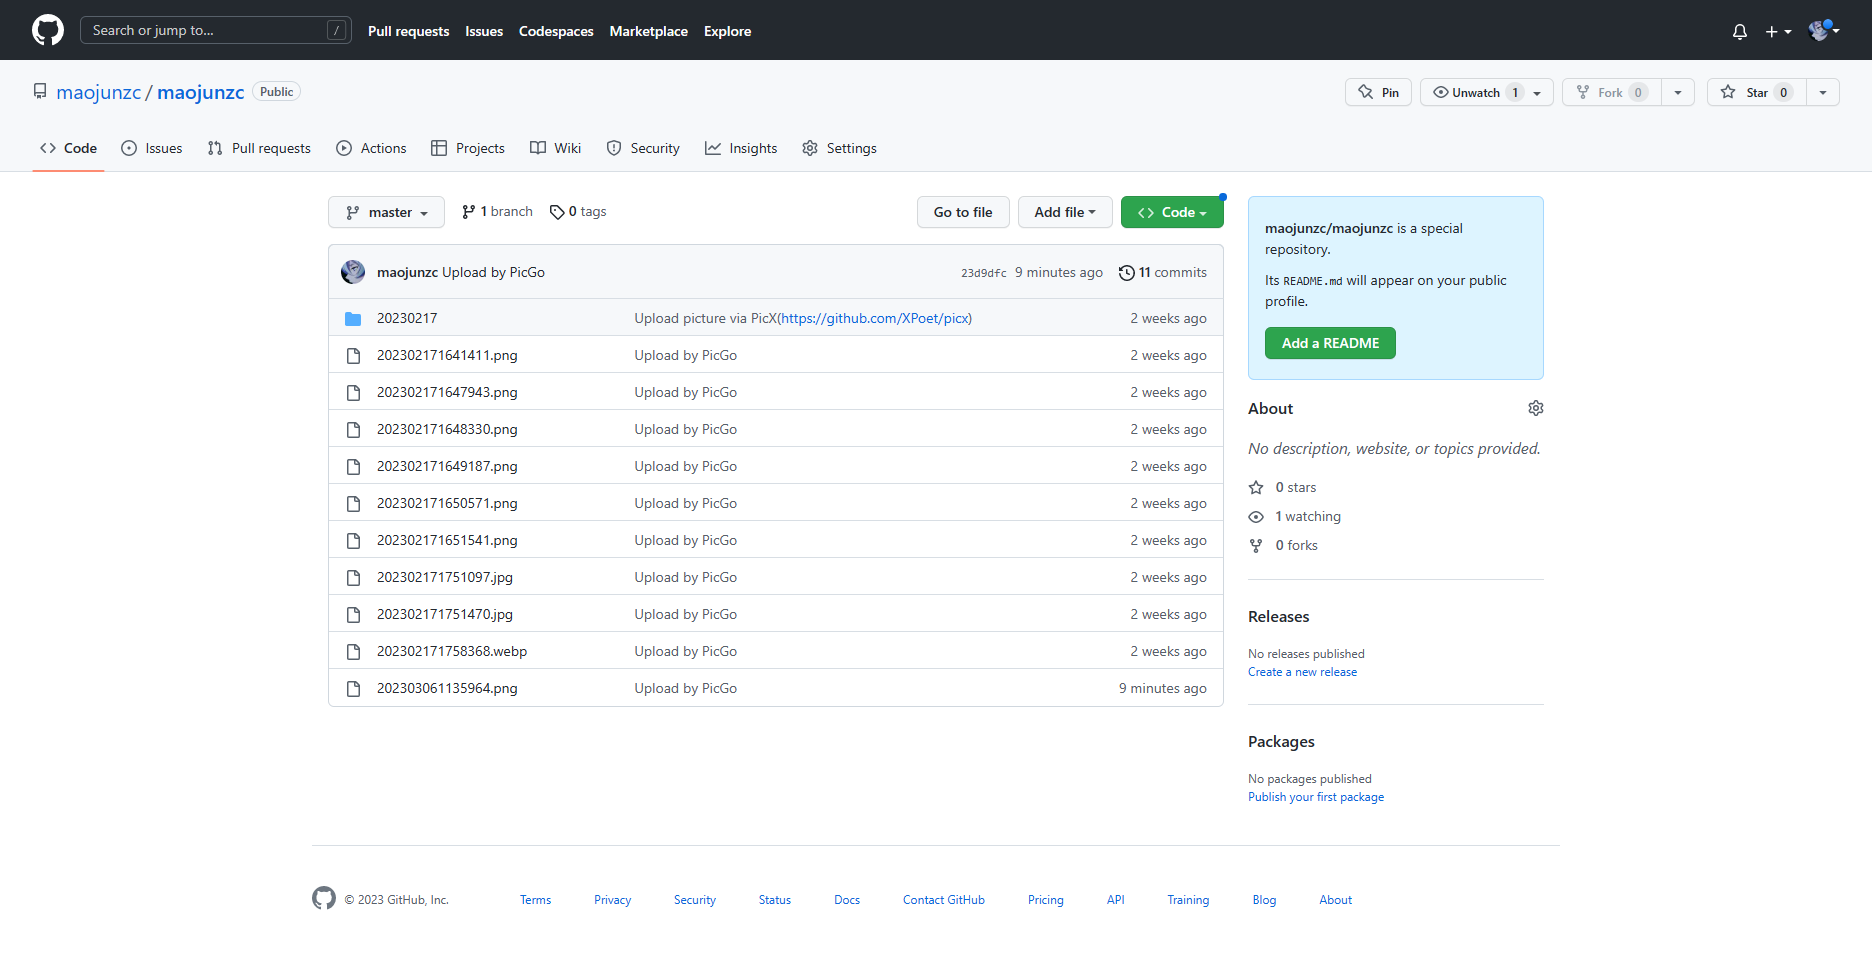 Search or jump to... /
Pull requests Issues Codespaces Marketplace Explore
maojunzc / maojunzc Public
Pin Unwatch 1 Fork 0 Star 0
Code Issues Pull requests Actions Projects Wiki Security Insights Settings
master 1 branch 0 tags Go to file Add file Code
maojunzc Upload by PicGo 23d9dfc 9 minutes ago 11 commits
20230217 Upload picture via PicX(https://github.com/XPoet/picx) 2 weeks ago
202302171641411.png Upload by PicGo 2 weeks ago
202302171647943.png Upload by PicGo 2 weeks ago
202302171648330.png Upload by PicGo 2 weeks ago
202302171649187.png Upload by PicGo 2 weeks ago
202302171650571.png Upload by PicGo 2 weeks ago
202302171651541.png Upload by PicGo 2 weeks ago
202302171751097.jpg Upload by PicGo 2 weeks ago
202302171751470.jpg Upload by PicGo 2 weeks ago
202302171758368.webp Upload by PicGo 2 weeks ago
202303061135964.png Upload by PicGo 9 minutes ago
maojunzc/maojunzc is a special
repository.
Its README.md will appear on your public
profile.
Add a README
About
No description, website, or topics provided.
0 stars
1 watching
0 forks
Releases
No releases published
Create a new release
Packages
No packages published
Publish your first package
© 2023 GitHub, Inc. Terms Privacy Security Status Docs Contact GitHub Pricing API Training Blog About